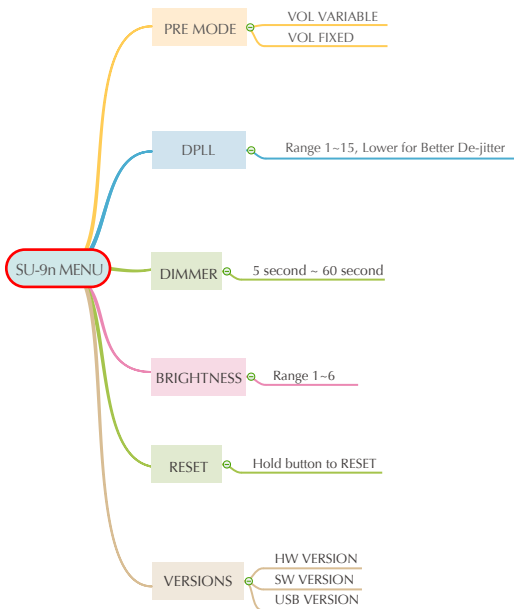 SU-9n MENU
PRE MODE
VOL VARIABLE
VOL FIXED
DPLL
Range 1~15, Lower for Better De-jitter
DIMMER
5 second ~ 60 second
BRIGHTNESS
Range 1~6
RESET
Hold button to RESET
VERSIONS
HW VERSION
SW VERSION
USB VERSION